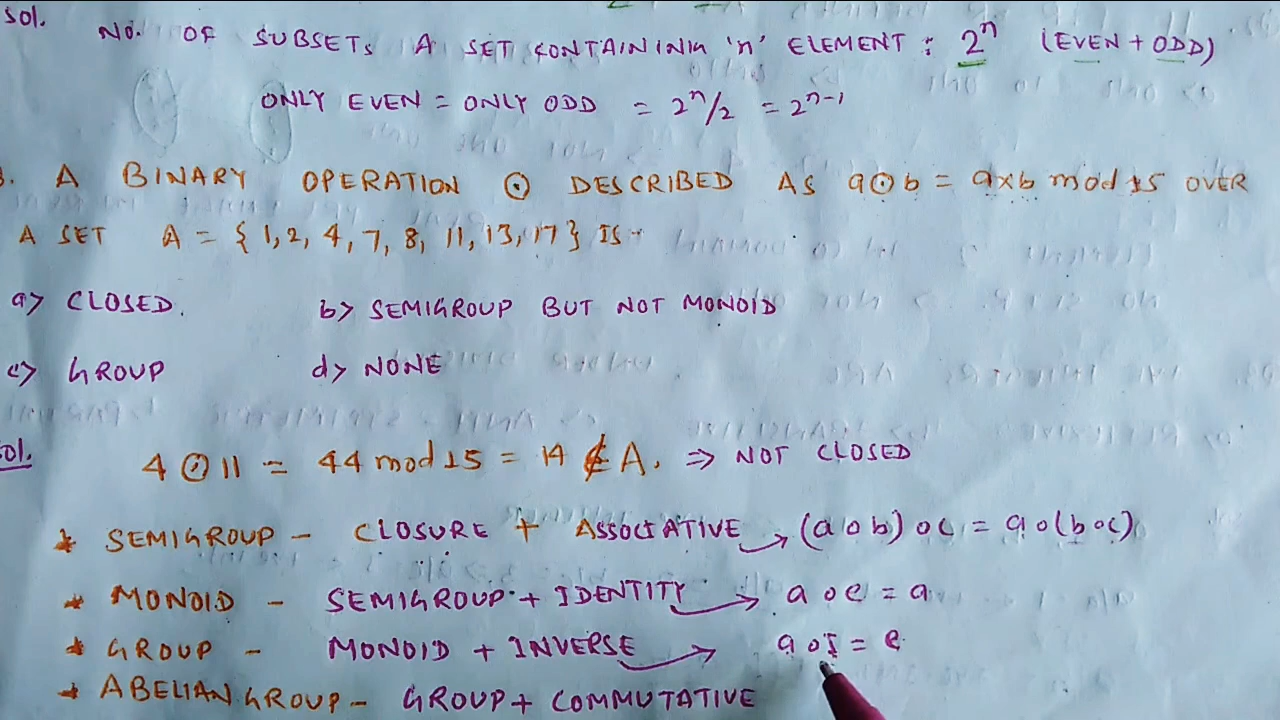 Sol. NO. OF SUBSETS A SET CONTAINING 'n' ELEMENT : 2ⁿ (EVEN + ODD)
ONLY EVEN = ONLY ODD = 2ⁿ/2 = 2ⁿ⁻¹
. A BINARY OPERATION ⊙ DESCRIBED AS a⊙b = a×b mod 15 OVER
A SET A = { 1, 2, 4, 7, 8, 11, 13, 17 } IS
a> CLOSED. b> SEMIGROUP BUT NOT MONOID
c> GROUP d> NONE
Sol. 4 ⊙ 11 = 44 mod 15 = 14 ∉ A. ⇒ NOT CLOSED
* SEMIGROUP - CLOSURE + ASSOCIATIVE → (a o b) o c = a o (b o c)
* MONOID - SEMIGROUP + IDENTITY → a o e = a
* GROUP - MONOID + INVERSE → a o I = e
* ABELIAN GROUP - GROUP + COMMUTATIVE